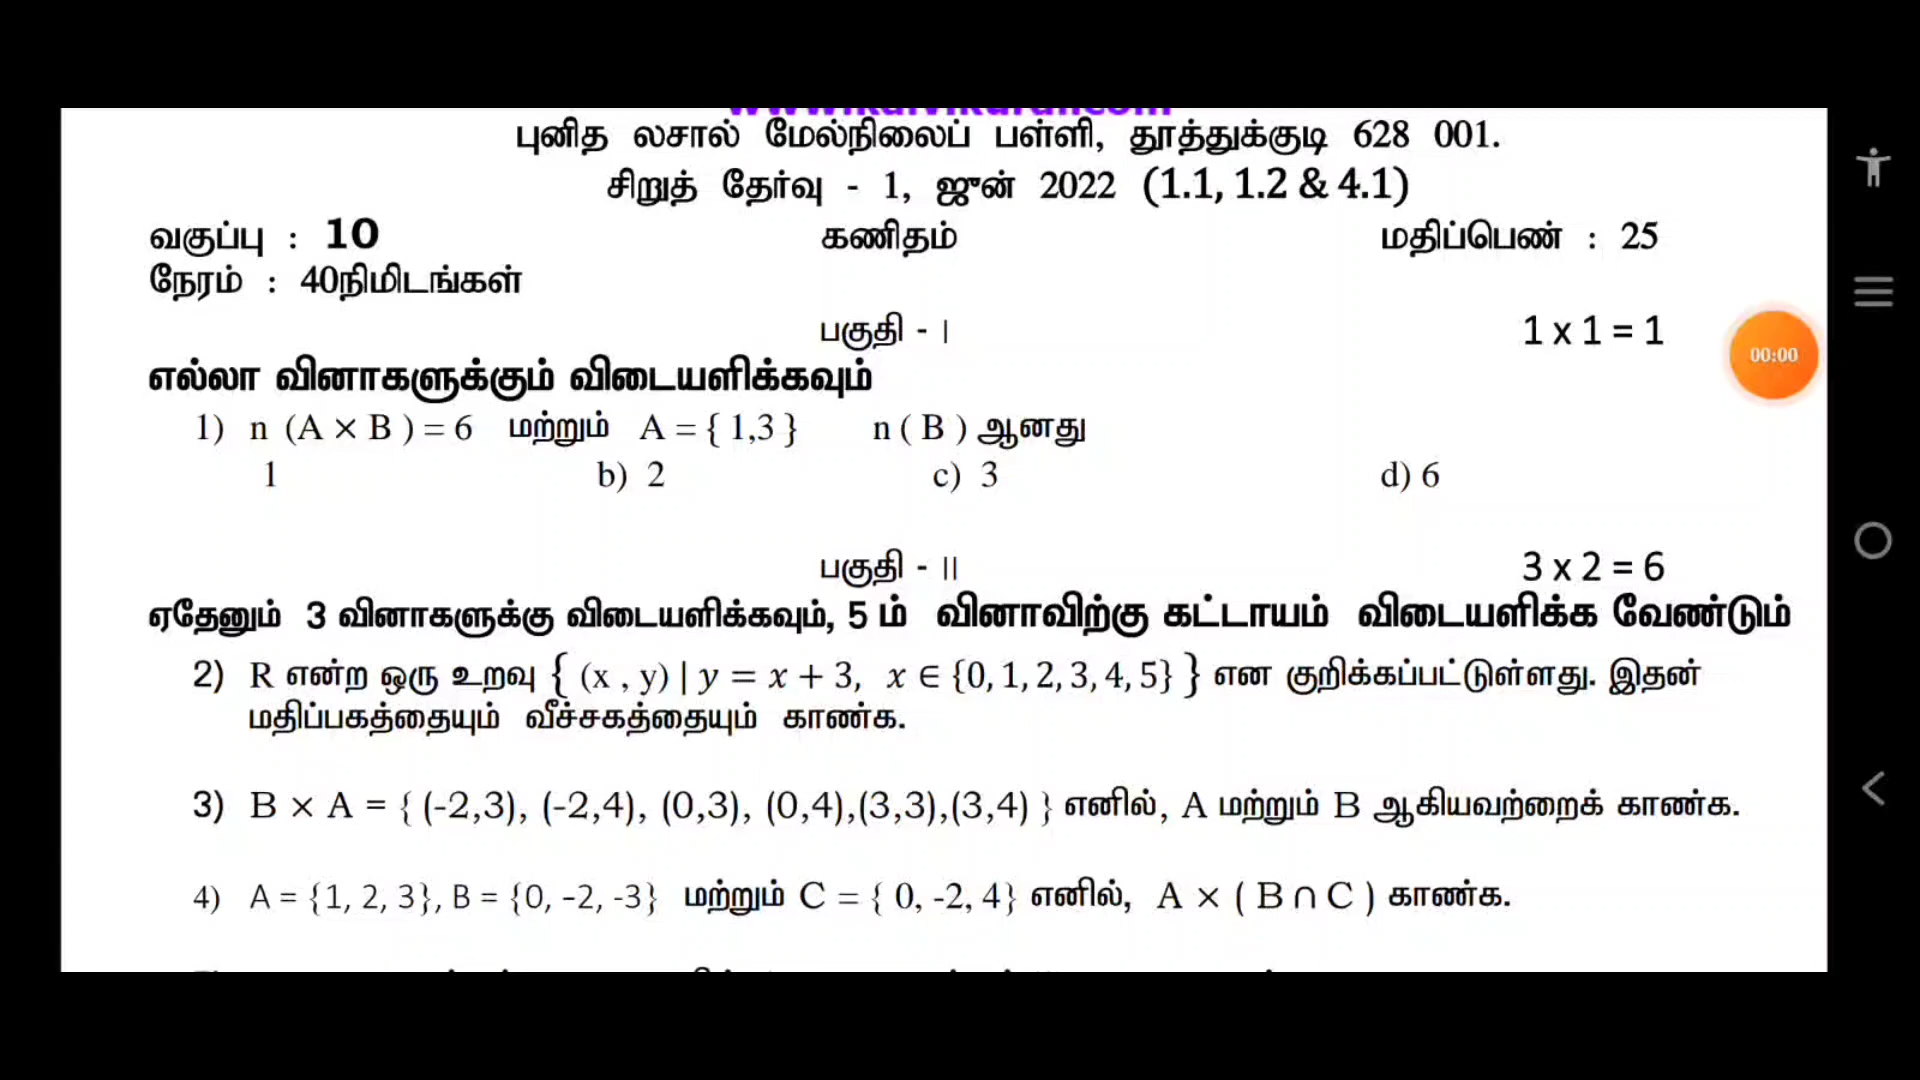 புனித லசால் மேல்நிலைப் பள்ளி, தூத்துக்குடி 628 001.
சிறுத் தேர்வு - 1, ஜுன் 2022 (1.1, 1.2 & 4.1)
வகுப்பு : 10 கணிதம் மதிப்பெண் : 25
நேரம் : 40நிமிடங்கள்
பகுதி - I 1 x 1 = 1
00:00
எல்லா வினாகளுக்கும் விடையளிக்கவும்
1) n (A × B ) = 6 மற்றும் A = { 1,3 } n ( B ) ஆனது
1 b) 2 c) 3 d) 6
பகுதி - II 3 x 2 = 6
ஏதேனும் 3 வினாகளுக்கு விடையளிக்கவும், 5 ம் வினாவிற்கு கட்டாயம் விடையளிக்க வேண்டும்
2) R என்ற ஒரு உறவு { (x , y) | y = x + 3, x ∈ {0, 1, 2, 3, 4, 5} } என குறிக்கப்பட்டுள்ளது. இதன்
மதிப்பகத்தையும் வீச்சகத்தையும் காண்க.
3) B × A = { (-2,3), (-2,4), (0,3), (0,4),(3,3),(3,4) } எனில், A மற்றும் B ஆகியவற்றைக் காண்க.
4) A = {1, 2, 3}, B = {0, -2, -3} மற்றும் C = { 0, -2, 4} எனில், A × ( B ∩ C ) காண்க.